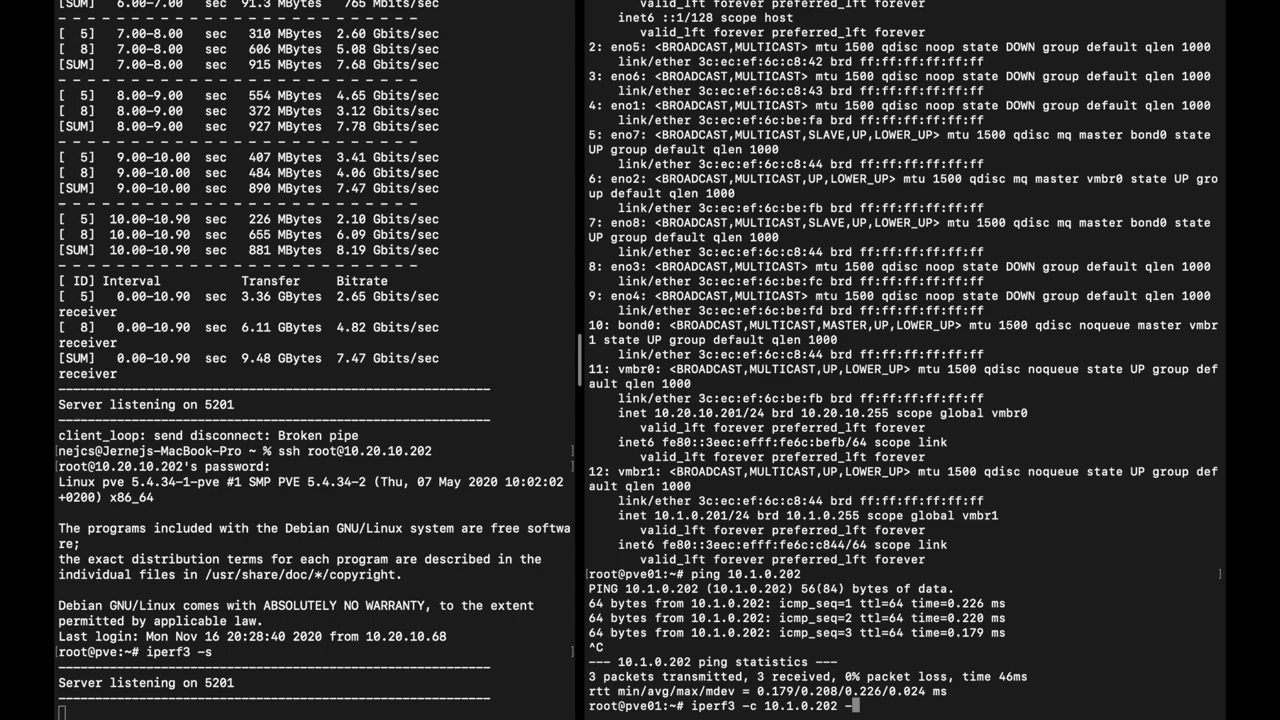 [SUM] 6.00-7.00 sec 91.3 MBytes 765 Mbits/sec
- - - - - - - - - - - - - - - - - - - - - - - - -
[ 5] 7.00-8.00 sec 310 MBytes 2.60 Gbits/sec
[ 8] 7.00-8.00 sec 606 MBytes 5.08 Gbits/sec
[SUM] 7.00-8.00 sec 915 MBytes 7.68 Gbits/sec
- - - - - - - - - - - - - - - - - - - - - - - - -
[ 5] 8.00-9.00 sec 554 MBytes 4.65 Gbits/sec
[ 8] 8.00-9.00 sec 372 MBytes 3.12 Gbits/sec
[SUM] 8.00-9.00 sec 927 MBytes 7.78 Gbits/sec
- - - - - - - - - - - - - - - - - - - - - - - - -
[ 5] 9.00-10.00 sec 407 MBytes 3.41 Gbits/sec
[ 8] 9.00-10.00 sec 484 MBytes 4.06 Gbits/sec
[SUM] 9.00-10.00 sec 890 MBytes 7.47 Gbits/sec
- - - - - - - - - - - - - - - - - - - - - - - - -
[ 5] 10.00-10.90 sec 226 MBytes 2.10 Gbits/sec
[ 8] 10.00-10.90 sec 655 MBytes 6.09 Gbits/sec
[SUM] 10.00-10.90 sec 881 MBytes 8.19 Gbits/sec
- - - - - - - - - - - - - - - - - - - - - - - - -
[ ID] Interval Transfer Bitrate
[ 5] 0.00-10.90 sec 3.36 GBytes 2.65 Gbits/sec
receiver
[ 8] 0.00-10.90 sec 6.11 GBytes 4.82 Gbits/sec
receiver
[SUM] 0.00-10.90 sec 9.48 GBytes 7.47 Gbits/sec
receiver
-----------------------------------------------------------
Server listening on 5201
-----------------------------------------------------------
client_loop: send disconnect: Broken pipe
[nejcs@Jernejs-MacBook-Pro ~ % ssh root@10.20.10.202 ]
[root@10.20.10.202's password: ]
Linux pve 5.4.34-1-pve #1 SMP PVE 5.4.34-2 (Thu, 07 May 2020 10:02:02
+0200) x86_64
The programs included with the Debian GNU/Linux system are free softwa
re;
the exact distribution terms for each program are described in the
individual files in /usr/share/doc/*/copyright.
Debian GNU/Linux comes with ABSOLUTELY NO WARRANTY, to the extent
permitted by applicable law.
Last login: Mon Nov 16 20:28:40 2020 from 10.20.10.68
[root@pve:~# iperf3 -s ]
-----------------------------------------------------------
Server listening on 5201
-----------------------------------------------------------
valid_lft forever preferred_lft forever
inet6 ::1/128 scope host
valid_lft forever preferred_lft forever
2: eno5: <BROADCAST,MULTICAST> mtu 1500 qdisc noop state DOWN group default qlen 1000
link/ether 3c:ec:ef:6c:c8:42 brd ff:ff:ff:ff:ff:ff
3: eno6: <BROADCAST,MULTICAST> mtu 1500 qdisc noop state DOWN group default qlen 1000
link/ether 3c:ec:ef:6c:c8:43 brd ff:ff:ff:ff:ff:ff
4: eno1: <BROADCAST,MULTICAST> mtu 1500 qdisc noop state DOWN group default qlen 1000
link/ether 3c:ec:ef:6c:be:fa brd ff:ff:ff:ff:ff:ff
5: eno7: <BROADCAST,MULTICAST,SLAVE,UP,LOWER_UP> mtu 1500 qdisc mq master bond0 state
UP group default qlen 1000
link/ether 3c:ec:ef:6c:c8:44 brd ff:ff:ff:ff:ff:ff
6: eno2: <BROADCAST,MULTICAST,UP,LOWER_UP> mtu 1500 qdisc mq master vmbr0 state UP gro
up default qlen 1000
link/ether 3c:ec:ef:6c:be:fb brd ff:ff:ff:ff:ff:ff
7: eno8: <BROADCAST,MULTICAST,SLAVE,UP,LOWER_UP> mtu 1500 qdisc mq master bond0 state
UP group default qlen 1000
link/ether 3c:ec:ef:6c:c8:44 brd ff:ff:ff:ff:ff:ff
8: eno3: <BROADCAST,MULTICAST> mtu 1500 qdisc noop state DOWN group default qlen 1000
link/ether 3c:ec:ef:6c:be:fc brd ff:ff:ff:ff:ff:ff
9: eno4: <BROADCAST,MULTICAST> mtu 1500 qdisc noop state DOWN group default qlen 1000
link/ether 3c:ec:ef:6c:be:fd brd ff:ff:ff:ff:ff:ff
10: bond0: <BROADCAST,MULTICAST,MASTER,UP,LOWER_UP> mtu 1500 qdisc noqueue master vmbr
1 state UP group default qlen 1000
link/ether 3c:ec:ef:6c:c8:44 brd ff:ff:ff:ff:ff:ff
11: vmbr0: <BROADCAST,MULTICAST,UP,LOWER_UP> mtu 1500 qdisc noqueue state UP group def
ault qlen 1000
link/ether 3c:ec:ef:6c:be:fb brd ff:ff:ff:ff:ff:ff
inet 10.20.10.201/24 brd 10.20.10.255 scope global vmbr0
valid_lft forever preferred_lft forever
inet6 fe80::3eec:efff:fe6c:befb/64 scope link
valid_lft forever preferred_lft forever
12: vmbr1: <BROADCAST,MULTICAST,UP,LOWER_UP> mtu 1500 qdisc noqueue state UP group def
ault qlen 1000
link/ether 3c:ec:ef:6c:c8:44 brd ff:ff:ff:ff:ff:ff
inet 10.1.0.201/24 brd 10.1.0.255 scope global vmbr1
valid_lft forever preferred_lft forever
inet6 fe80::3eec:efff:fe6c:c844/64 scope link
valid_lft forever preferred_lft forever
[root@pve01:~# ping 10.1.0.202 ]
PING 10.1.0.202 (10.1.0.202) 56(84) bytes of data.
64 bytes from 10.1.0.202: icmp_seq=1 ttl=64 time=0.226 ms
64 bytes from 10.1.0.202: icmp_seq=2 ttl=64 time=0.220 ms
64 bytes from 10.1.0.202: icmp_seq=3 ttl=64 time=0.179 ms
^C
--- 10.1.0.202 ping statistics ---
3 packets transmitted, 3 received, 0% packet loss, time 46ms
rtt min/avg/max/mdev = 0.179/0.208/0.226/0.024 ms
root@pve01:~# iperf3 -c 10.1.0.202 -